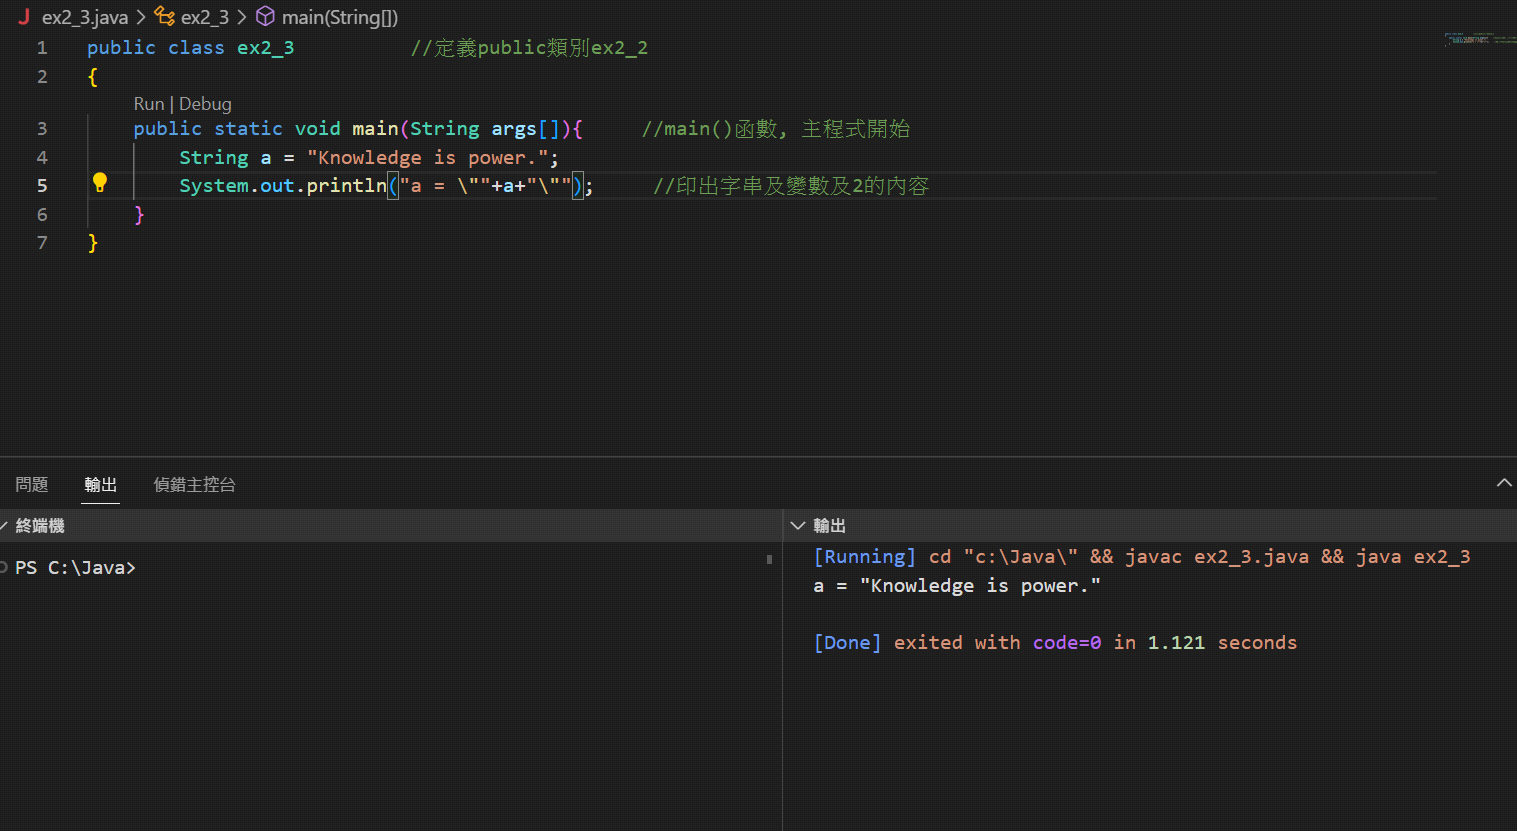 J ex2_3.java > ex2_3 > main(String[])
1 public class ex2_3 //定義public類別ex2_2
2 {
Run | Debug
3 public static void main(String args[]){ //main()函數, 主程式開始
4 String a = "Knowledge is power.";
5 System.out.println("a = \""+a+"\""); //印出字串及變數及2的內容
6 }
7 }
問題 輸出 偵錯主控台
終端機
PS C:\Java>
輸出
[Running] cd "c:\Java\" && javac ex2_3.java && java ex2_3
a = "Knowledge is power."
[Done] exited with code=0 in 1.121 seconds